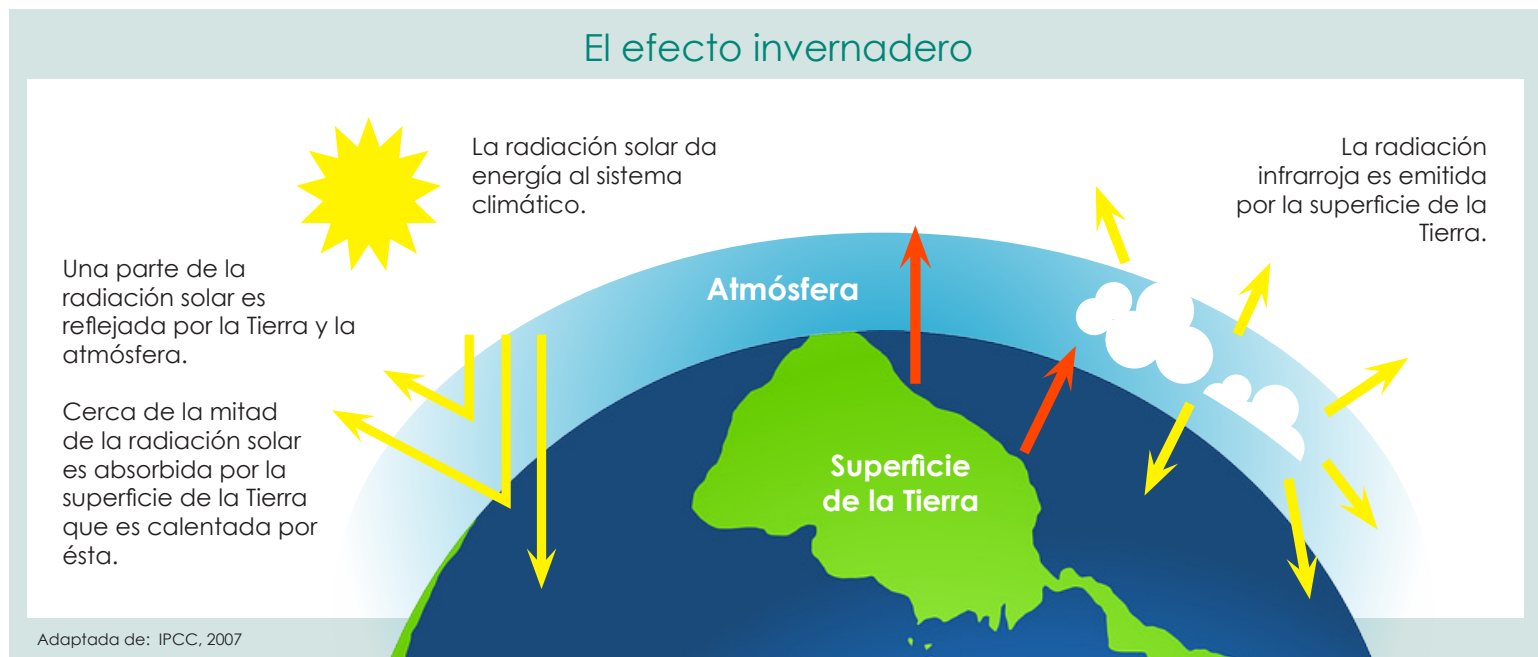 El efecto invernadero
La radiación solar da
energía al sistema
climático.
La radiación
infrarroja es emitida
por la superficie de la
Tierra.
Una parte de la
radiación solar es
reflejada por la Tierra y la
atmósfera.
Cerca de la mitad
de la radiación solar
es absorbida por la
superficie de la Tierra
que es calentada por
ésta.
Atmósfera
Superficie
de la Tierra
Adaptada de: IPCC, 2007